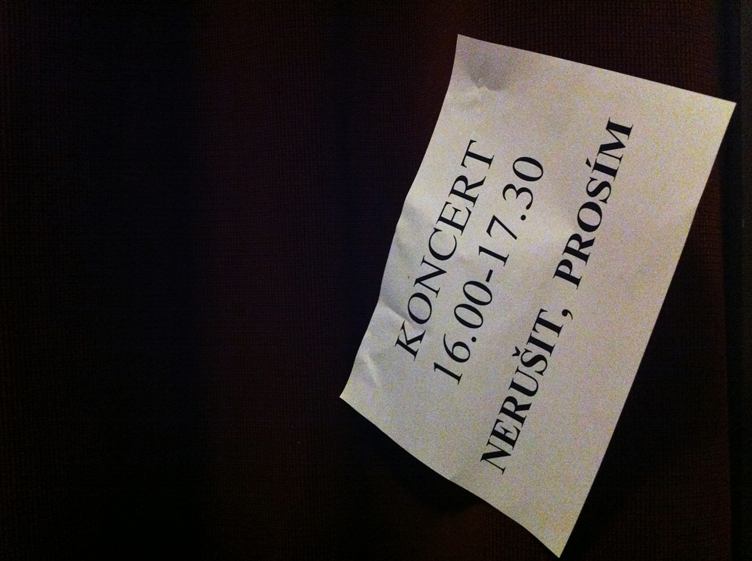 KONCERT
16.00-17.30
NERUŠIT, PROSÍM